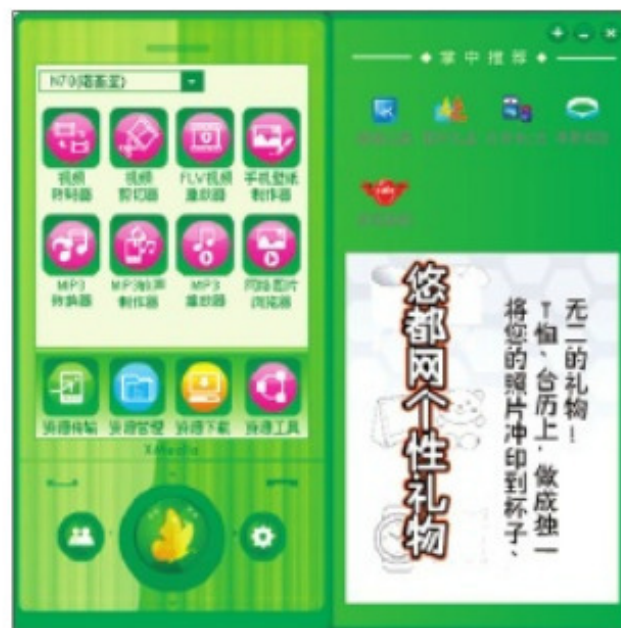 N70(诺基亚)
视频
转码器
视频
剪切器
FLV视频
播放器
手机壁纸
制作器
MP3
转换器
MP3铃声
制作器
MP3
播放器
网络图片
浏览器
资源传输
资源管理
资源下载
资源工具
XMedia
掌中推荐
悠都网个性礼物
将您的照片冲印到杯子、
T恤、台历上,做成独一
无二的礼物!